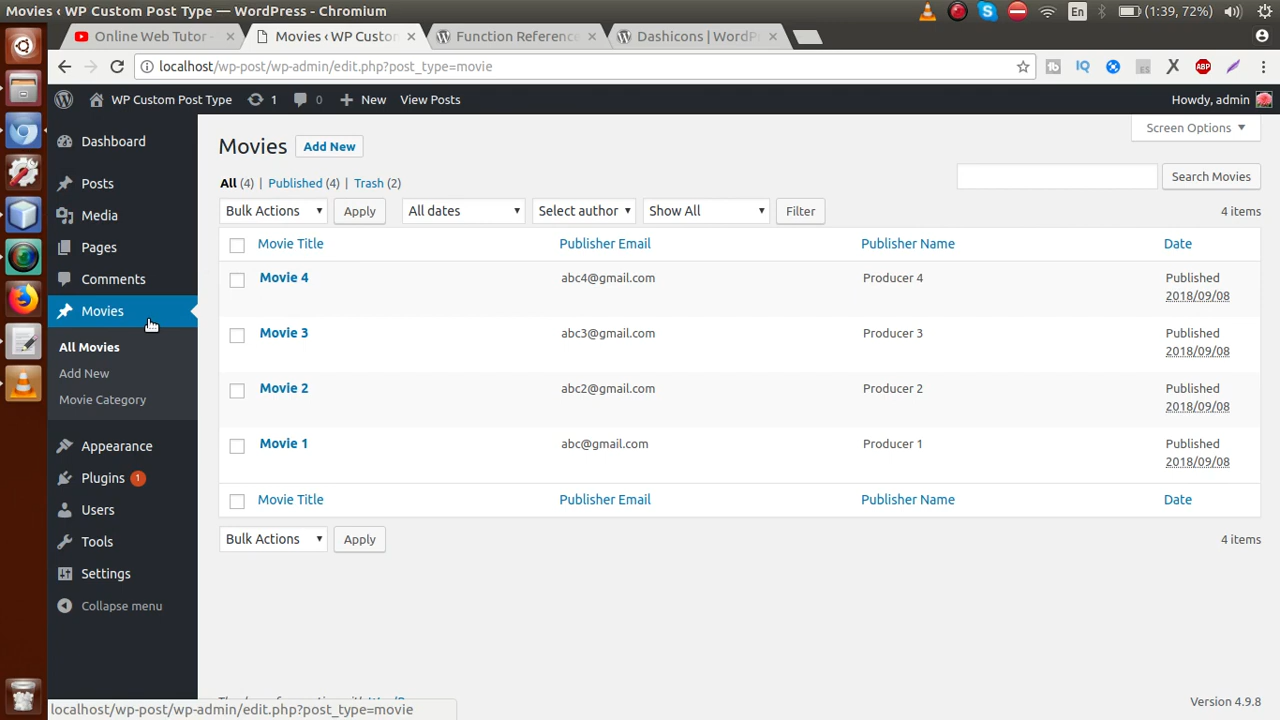 Movies ‹ WP Custom Post Type — WordPress - Chromium
En
(1:39, 72%)
Online Web Tutor -
Movies ‹ WP Custo
Function Reference
Dashicons | WordP
localhost/wp-post/wp-admin/edit.php?post_type=movie
ABP
WP Custom Post Type
1
0
New
View Posts
Howdy, admin
Dashboard
Posts
Media
Pages
Comments
Movies
All Movies
Add New
Movie Category
Appearance
Plugins 1
Users
Tools
Settings
Collapse menu
Screen Options
Movies Add New
All (4) | Published (4) | Trash (2)
Search Movies
Bulk Actions Apply All dates Select author Show All Filter 4 items
Movie Title Publisher Email Publisher Name Date
Movie 4 abc4@gmail.com Producer 4 Published
2018/09/08
Movie 3 abc3@gmail.com Producer 3 Published
2018/09/08
Movie 2 abc2@gmail.com Producer 2 Published
2018/09/08
Movie 1 abc@gmail.com Producer 1 Published
2018/09/08
Movie Title Publisher Email Publisher Name Date
Bulk Actions Apply 4 items
Version 4.9.8
localhost/wp-post/wp-admin/edit.php?post_type=movie